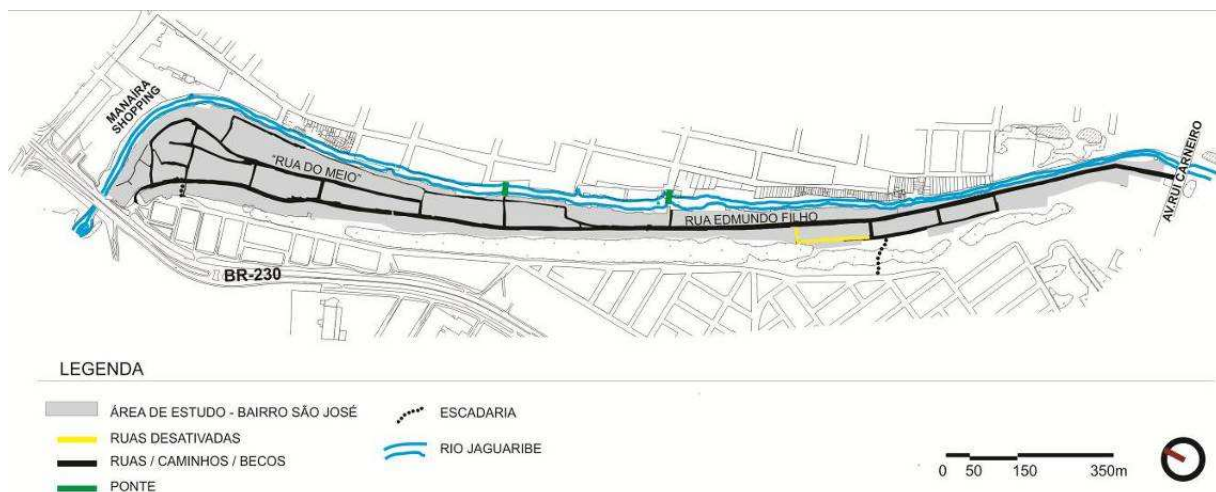 MANAÍRA
SHOPPING
"RUA DO MEIO"
RUA EDMUNDO FILHO
AV.RUI CARNEIRO
BR-230
LEGENDA
ÁREA DE ESTUDO - BAIRRO SÃO JOSÉ
RUAS DESATIVADAS
RUAS / CAMINHOS / BECOS
PONTE
ESCADARIA
RIO JAGUARIBE
0 50 150 350m